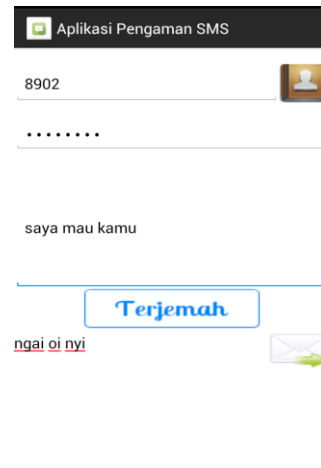 Aplikasi Pengaman SMS
8902
........
saya mau kamu
Terjemah
ngai oi nyi